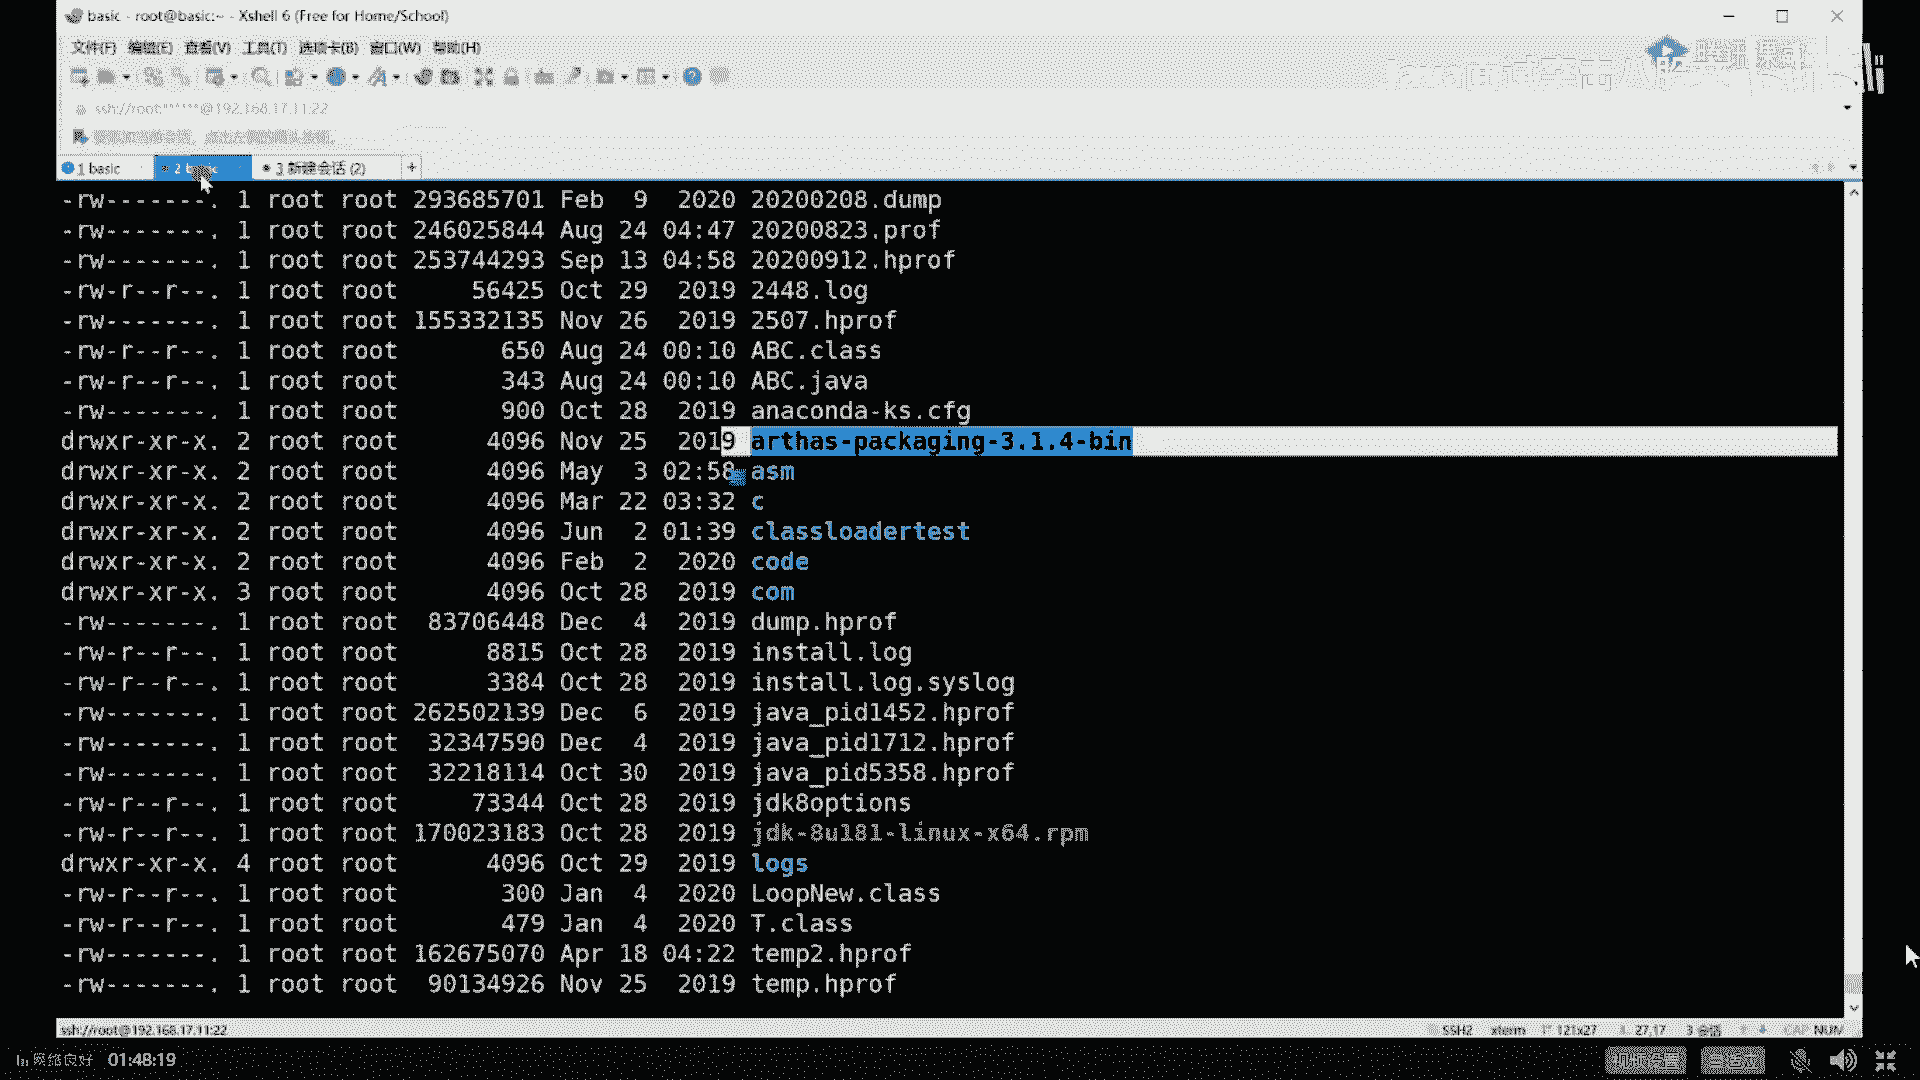 basic - root@basic:~ - Xshell 6 (Free for Home/School)
文件(F) 编辑(E) 查看(V) 工具(T) 选项卡(B) 窗口(W) 帮助(H)
ssh://root:******@192.168.17.11:22
1 basic 2 basic 3 新建会话 (2) +
-rw-------. 1 root root 293685701 Feb 9 2020 20200208.dump
-rw-------. 1 root root 246025844 Aug 24 04:47 20200823.prof
-rw-------. 1 root root 253744293 Sep 13 04:58 20200912.hprof
-rw-r--r--. 1 root root 56425 Oct 29 2019 2448.log
-rw-------. 1 root root 155332135 Nov 26 2019 2507.hprof
-rw-r--r--. 1 root root 650 Aug 24 00:10 ABC.class
-rw-r--r--. 1 root root 343 Aug 24 00:10 ABC.java
-rw-------. 1 root root 900 Oct 28 2019 anaconda-ks.cfg
drwxr-xr-x. 2 root root 4096 Nov 25 2019 arthas-packaging-3.1.4-bin
drwxr-xr-x. 2 root root 4096 May 3 02:58 asm
drwxr-xr-x. 2 root root 4096 Mar 22 03:32 c
drwxr-xr-x. 2 root root 4096 Jun 2 01:39 classloadertest
drwxr-xr-x. 2 root root 4096 Feb 2 2020 code
drwxr-xr-x. 3 root root 4096 Oct 28 2019 com
-rw-------. 1 root root 83706448 Dec 4 2019 dump.hprof
-rw-r--r--. 1 root root 8815 Oct 28 2019 install.log
-rw-r--r--. 1 root root 3384 Oct 28 2019 install.log.syslog
-rw-------. 1 root root 262502139 Dec 6 2019 java_pid1452.hprof
-rw-------. 1 root root 32347590 Dec 4 2019 java_pid1712.hprof
-rw-------. 1 root root 32218114 Oct 30 2019 java_pid5358.hprof
-rw-r--r--. 1 root root 73344 Oct 28 2019 jdk8options
-rw-r--r--. 1 root root 170023183 Oct 28 2019 jdk-8u181-linux-x64.rpm
drwxr-xr-x. 4 root root 4096 Oct 29 2019 logs
-rw-r--r--. 1 root root 300 Jan 4 2020 LoopNew.class
-rw-r--r--. 1 root root 479 Jan 4 2020 T.class
-rw-------. 1 root root 162675070 Apr 18 04:22 temp2.hprof
-rw-------. 1 root root 90134926 Nov 25 2019 temp.hprof
ssh://root@192.168.17.11:22 SSH2 xterm 121x27 27,17 3 会话 CAP NUM
网络良好 01:48:19